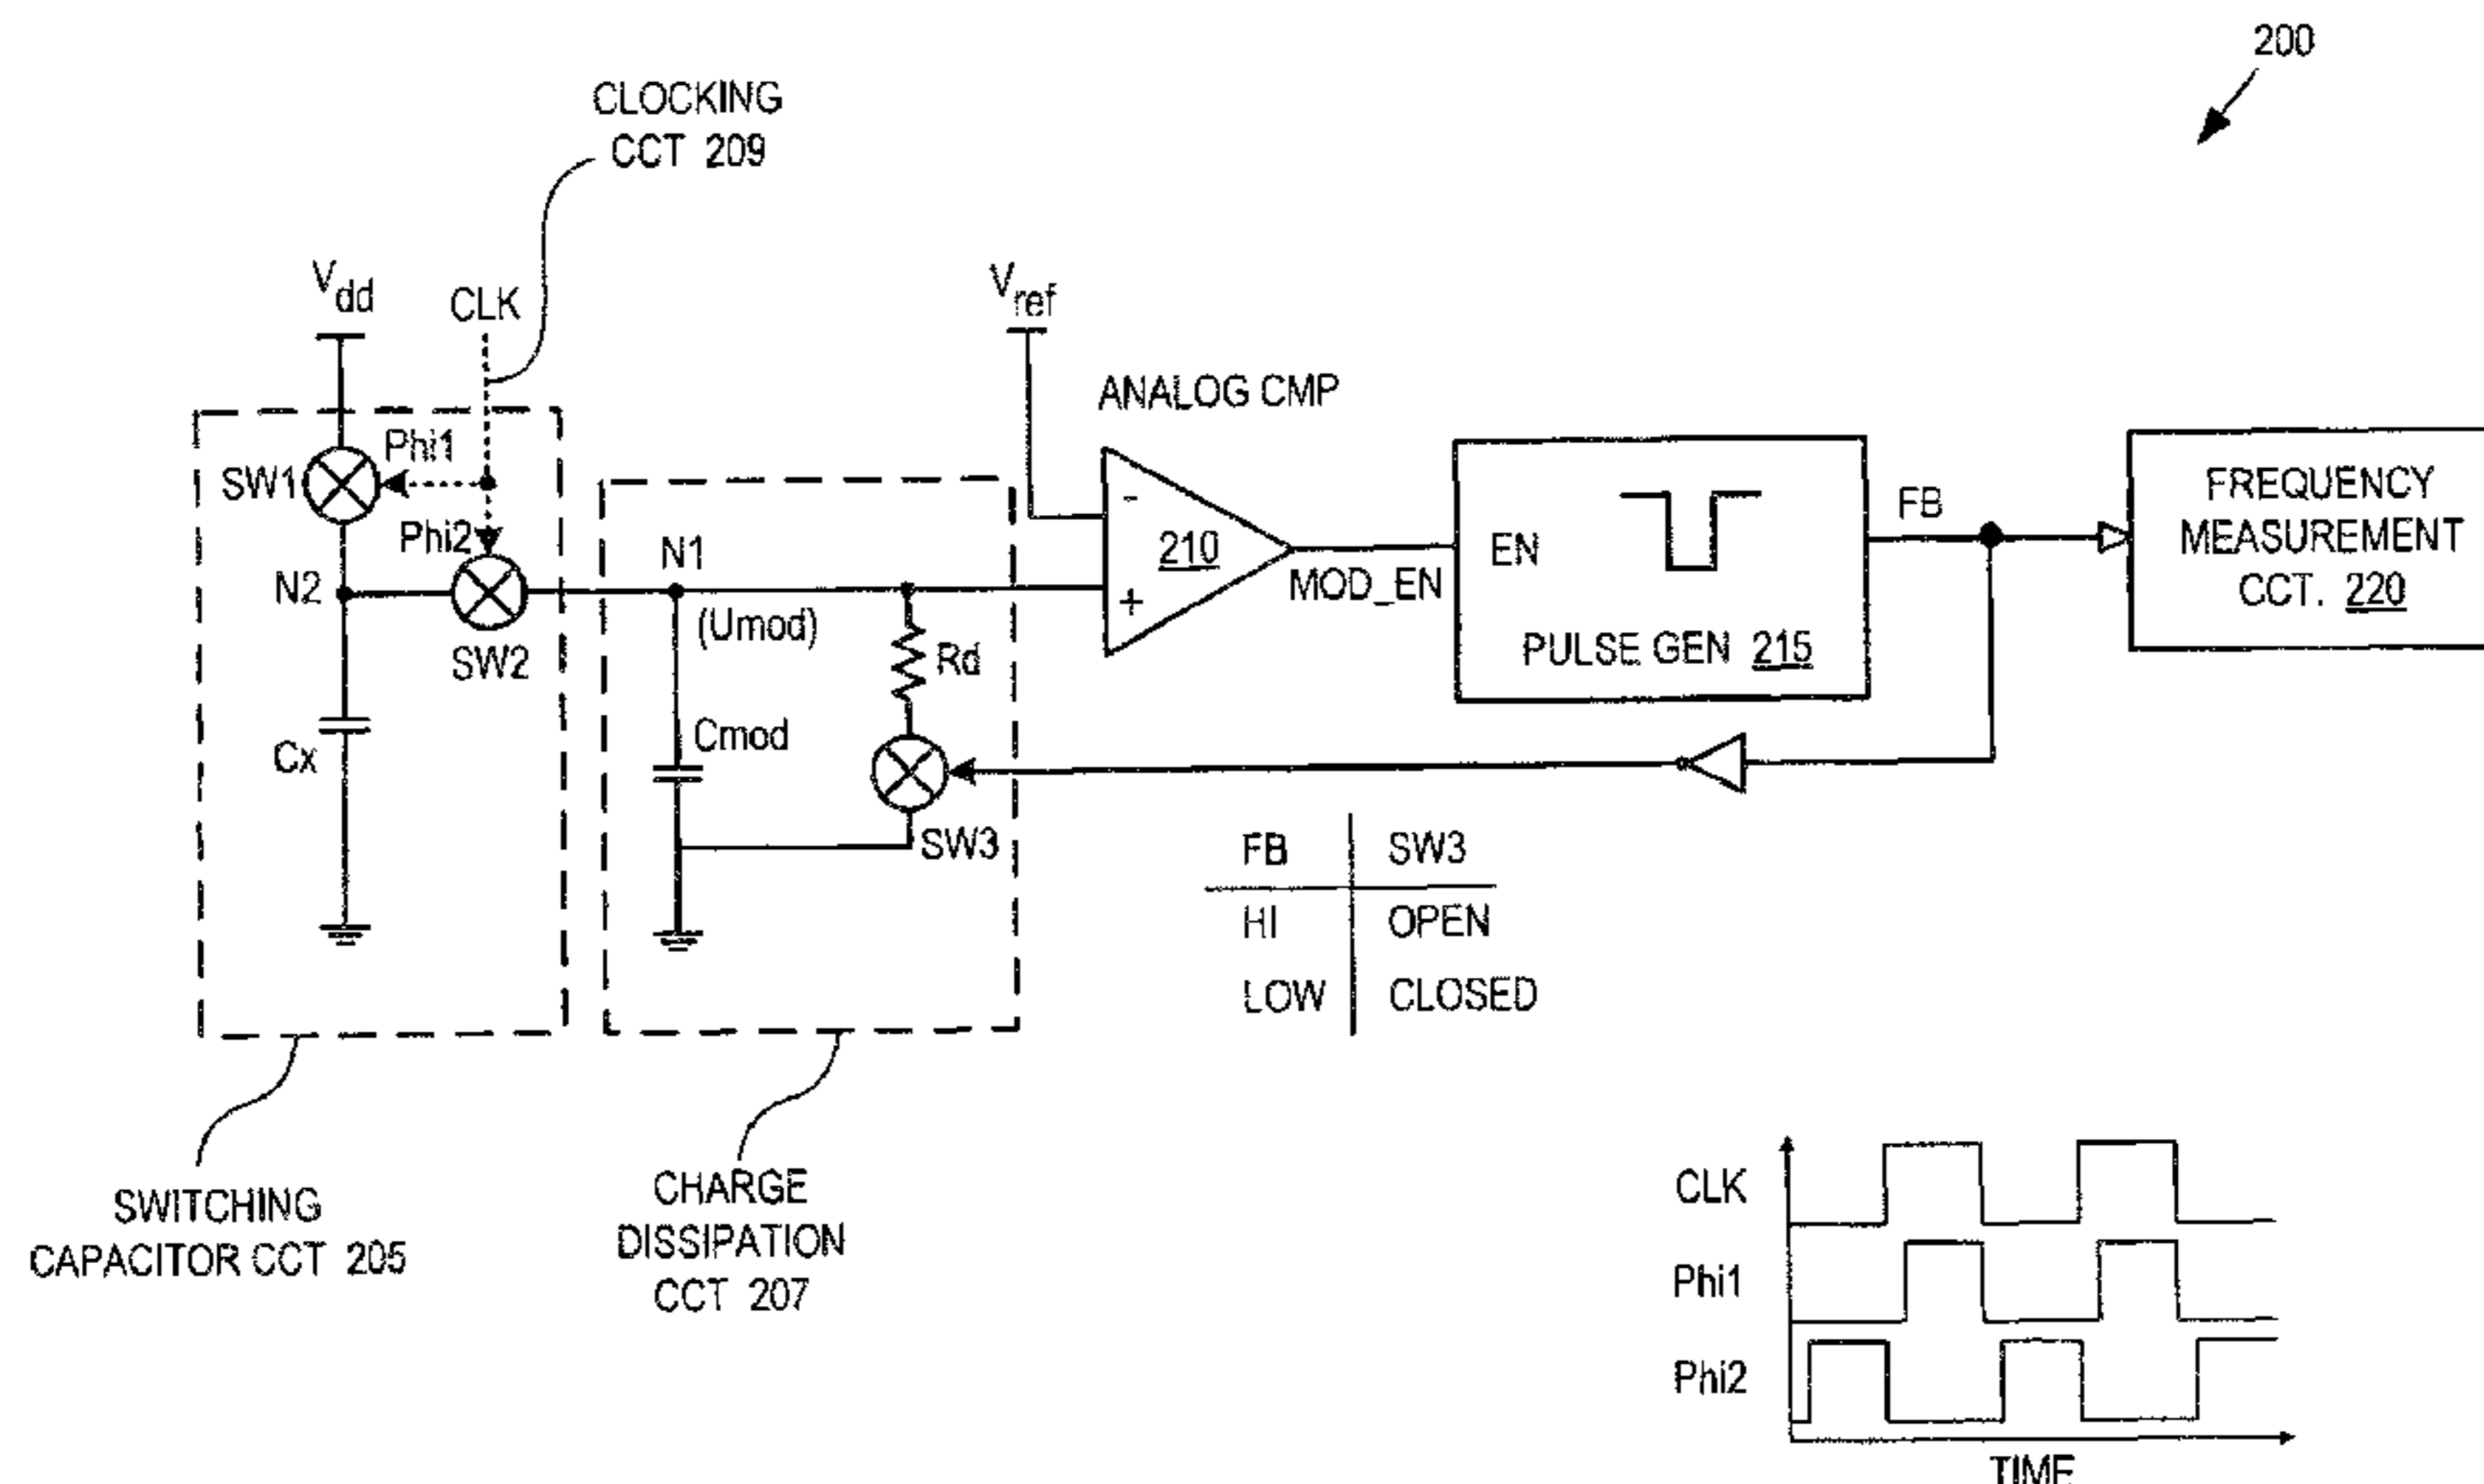 200
CLOCKING
CCT 209
Vdd
CLK
Vref
ANALOG CMP
Phi1
SW1
Phi2
N2
SW2
N1
(Umod)
Rd
Cx
Cmod
SW3
-
+
210
MOD_EN
EN
PULSE GEN 215
FB
FREQUENCY
MEASUREMENT
CCT. 220
FB SW3
HI OPEN
LOW CLOSED
SWITCHING
CAPACITOR CCT 205
CHARGE
DISSIPATION
CCT 207
CLK
Phi1
Phi2
TIME